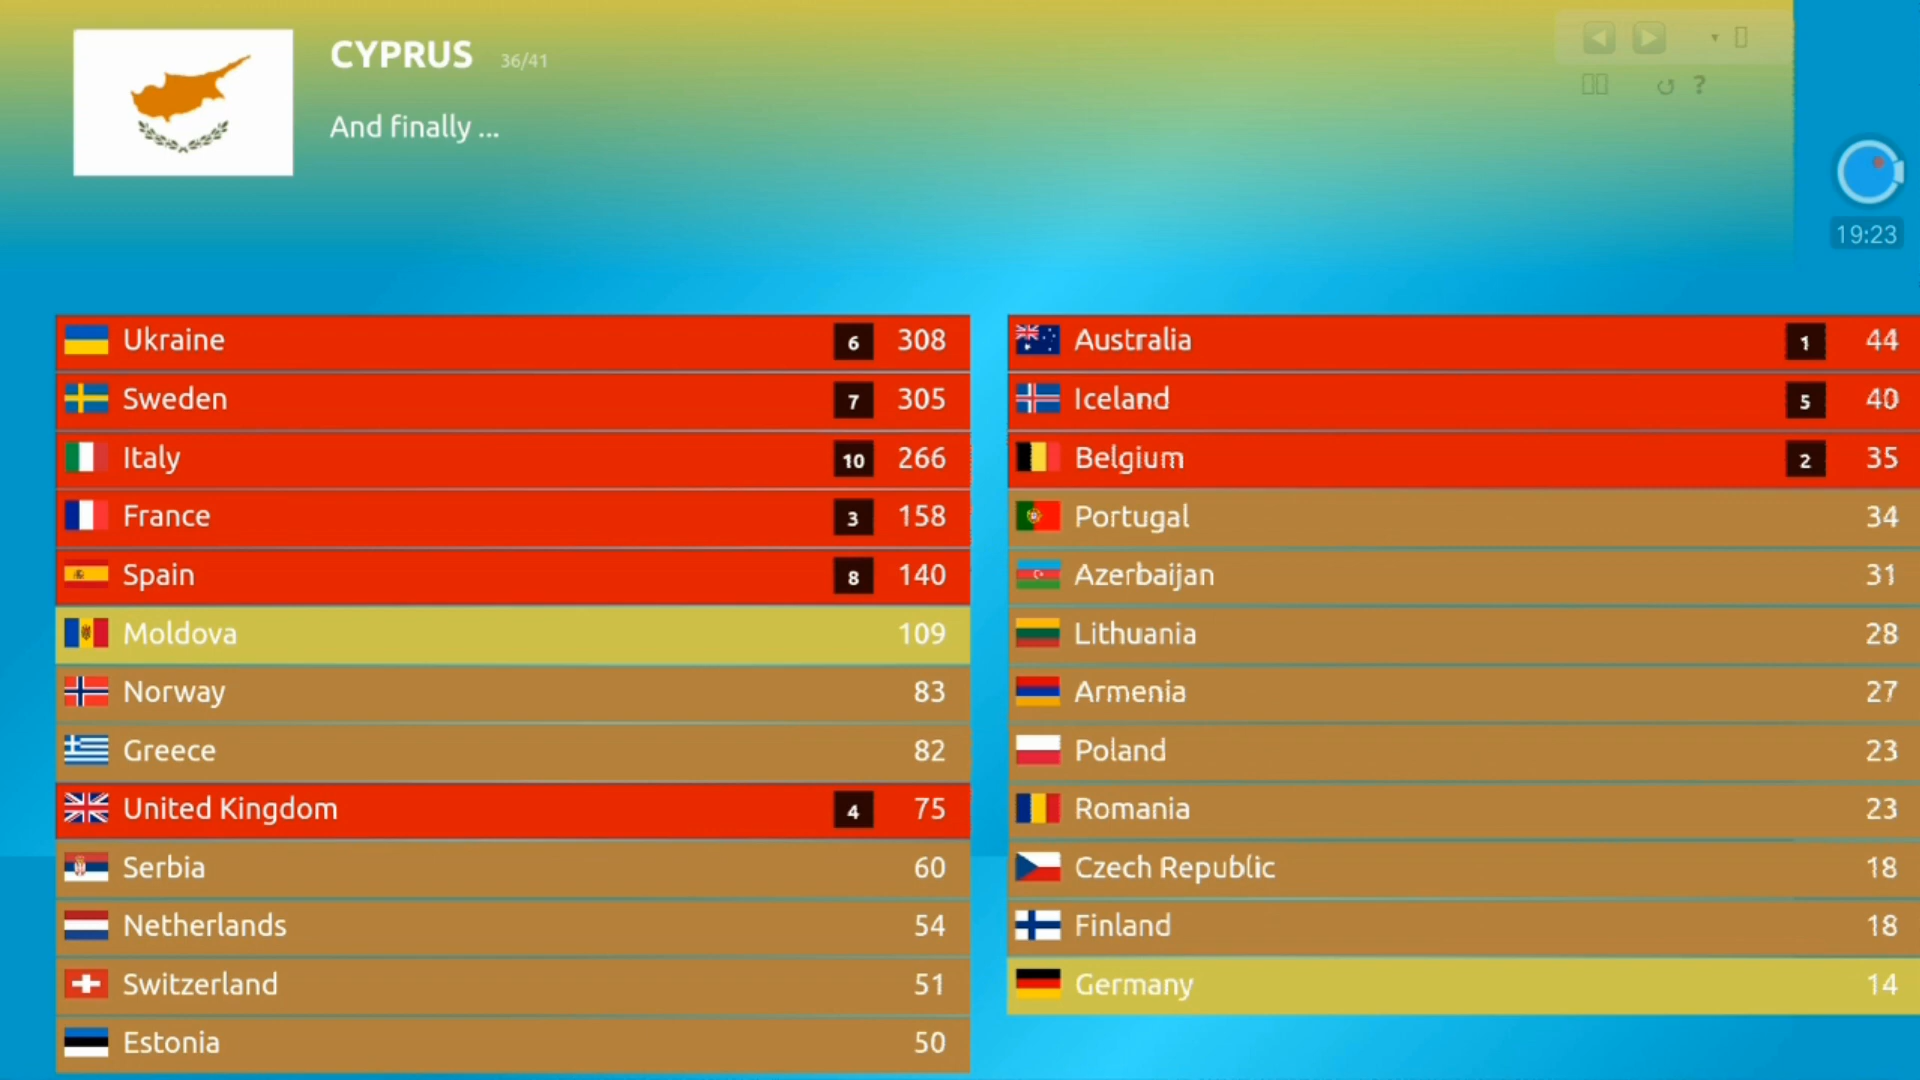 CYPRUS 36/41
And finally ...
?
19:23
Ukraine 6 308
Sweden 7 305
Italy 10 266
France 3 158
Spain 8 140
Moldova 109
Norway 83
Greece 82
United Kingdom 4 75
Serbia 60
Netherlands 54
Switzerland 51
Estonia 50
Australia 1 44
Iceland 5 40
Belgium 2 35
Portugal 34
Azerbaijan 31
Lithuania 28
Armenia 27
Poland 23
Romania 23
Czech Republic 18
Finland 18
Germany 14